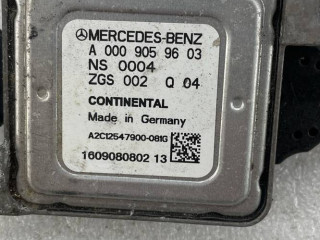 MERCEDES-BENZ
A 000 905 96 03
NS 0004
ZGS 002 Q 04
CONTINENTAL
Made in Germany
A2C12547900-081G
1609080802 13